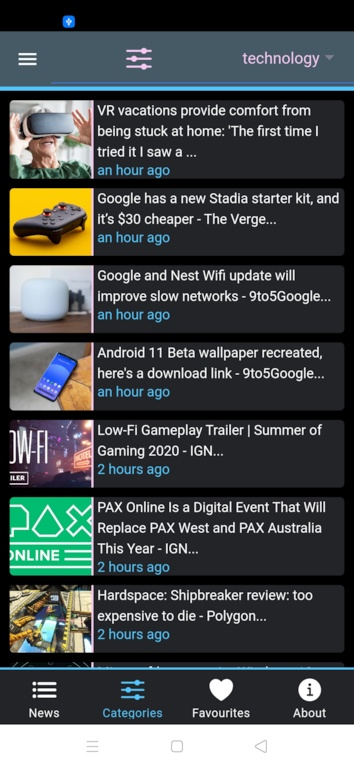 technology
VR vacations provide comfort from
being stuck at home: 'The first time I
tried it I saw a ...
an hour ago
Google has a new Stadia starter kit, and
it's $30 cheaper - The Verge...
an hour ago
Google and Nest Wifi update will
improve slow networks - 9to5Google...
an hour ago
Android 11 Beta wallpaper recreated,
here's a download link - 9to5Google...
an hour ago
OW-FI
HOTEL
ILER
Low-Fi Gameplay Trailer | Summer of
Gaming 2020 - IGN...
2 hours ago
ONLINE
PAX Online Is a Digital Event That Will
Replace PAX West and PAX Australia
This Year - IGN...
2 hours ago
Hardspace: Shipbreaker review: too
expensive to die - Polygon...
2 hours ago
News
Categories
Favourites
About